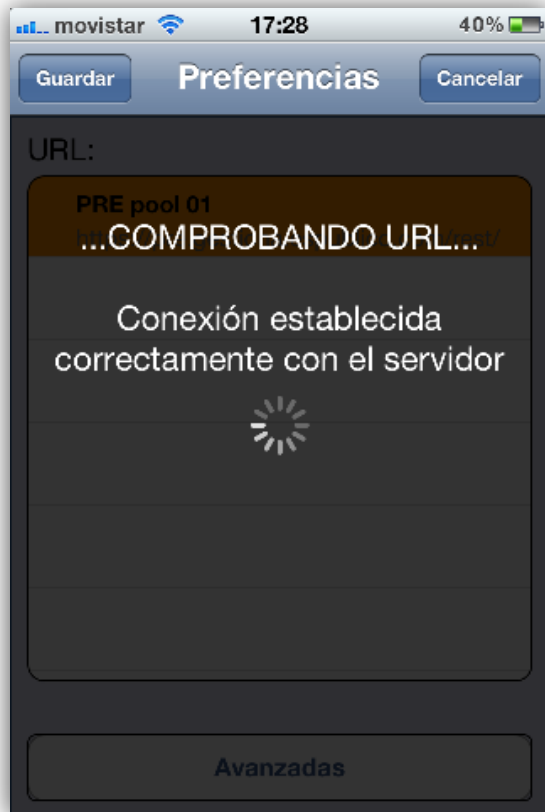 movistar 17:28 40%
Guardar Preferencias Cancelar
URL:
PRE pool 01
...COMPROBANDO URL...
/rest/
Conexión establecida
correctamente con el servidor
Avanzadas